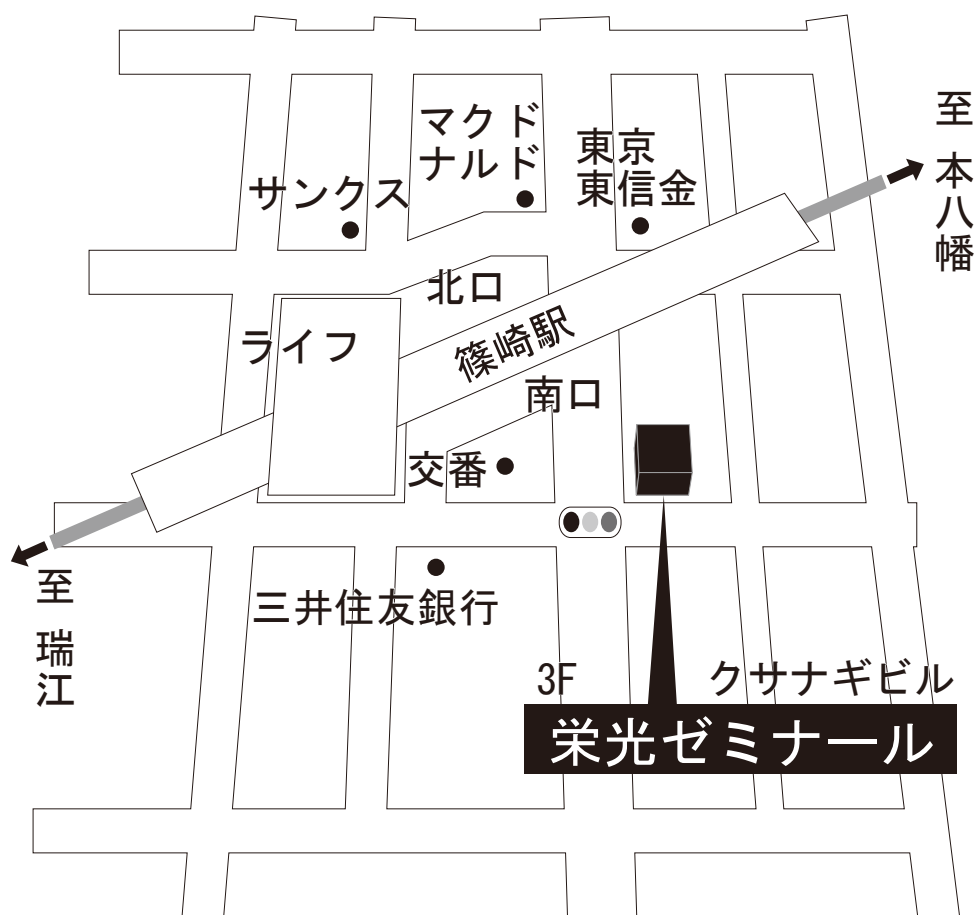 マクド
ナルド
東京
東信金
サンクス
至 本八幡
北口
篠崎駅
ライフ
南口
交番
至 瑞江
三井住友銀行
3F クサナギビル
栄光ゼミナール